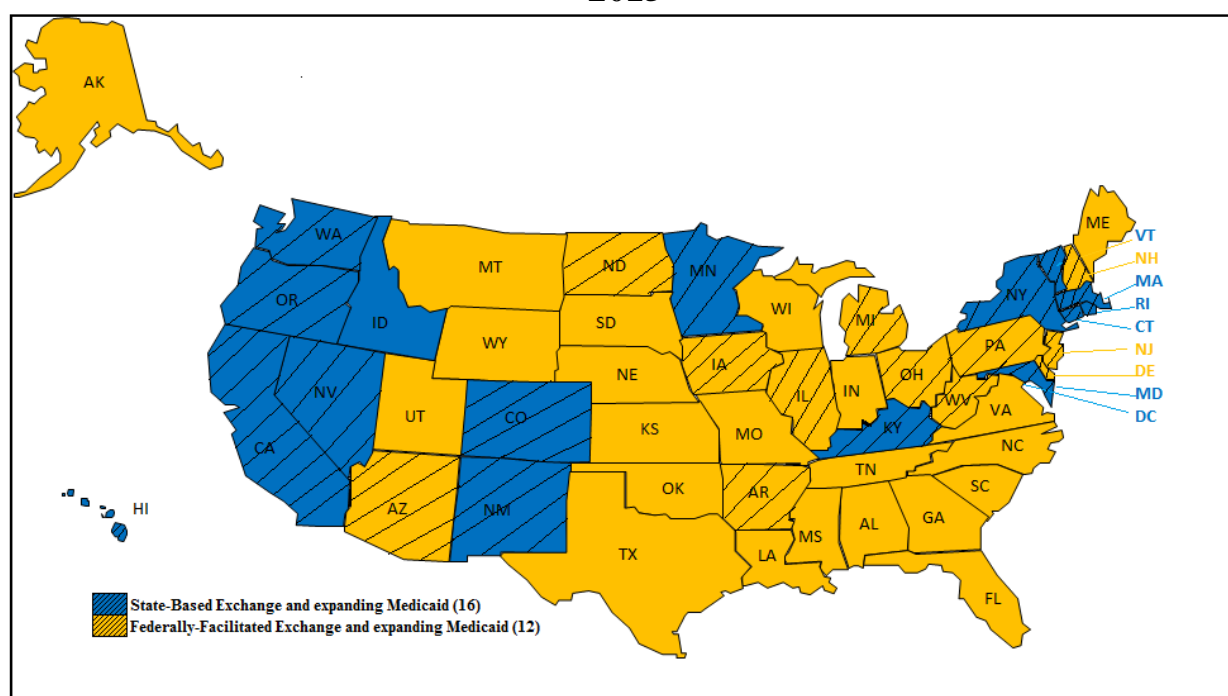 AK
ME
VT
WA
NH
ND
MT
MN
MA
OR
NY
RI
ID
WI
MI
SD
CT
WY
PA
NJ
IA
NE
OH
DE
NV
IL
IN
MD
UT
CO
WV
VA
DC
KS
MO
KY
CA
NC
TN
OK
AR
SC
AZ
NM
HI
GA
AL
MS
TX
LA
FL
State-Based Exchange and expanding Medicaid (16)
Federally-Facilitated Exchange and expanding Medicaid (12)